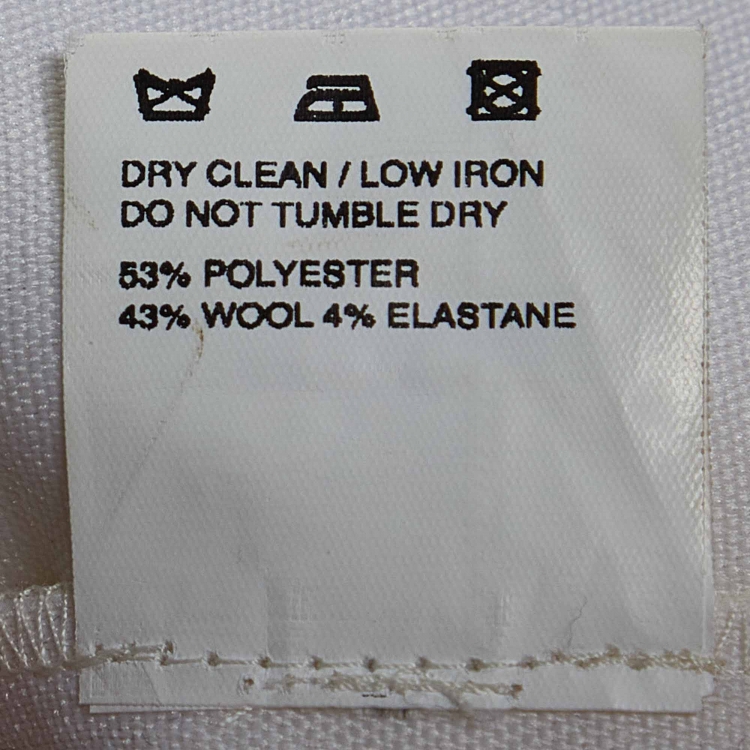 DRY CLEAN / LOW IRON
DO NOT TUMBLE DRY
53% POLYESTER
43% WOOL 4% ELASTANE